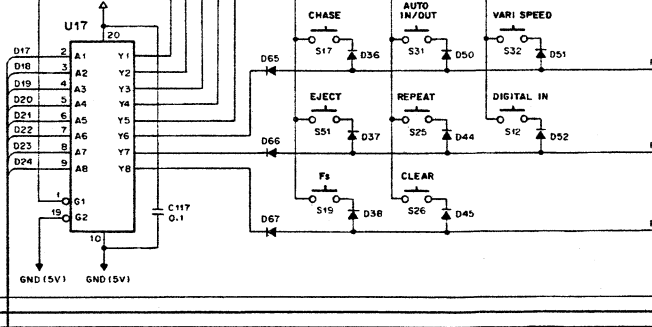 CHASE
AUTO
IN/OUT
VARI SPEED
U17
20
D17 2 A1 Y1
D18 3 A2 Y2
D19 4 A3 Y3
D20 5 A4 Y4
D21 6 A5 Y5
D22 7 A6 Y6
D23 8 A7 Y7
D24 9 A8 Y8
1 G1
19 G2
10
C117
0.1
GND(5V)
GND(5V)
D65
S17
D36
S31
D50
S32
D51
EJECT
REPEAT
DIGITAL IN
D66
S51
D37
S25
D44
S12
D52
Fs
CLEAR
D67
S19
D38
S26
D45